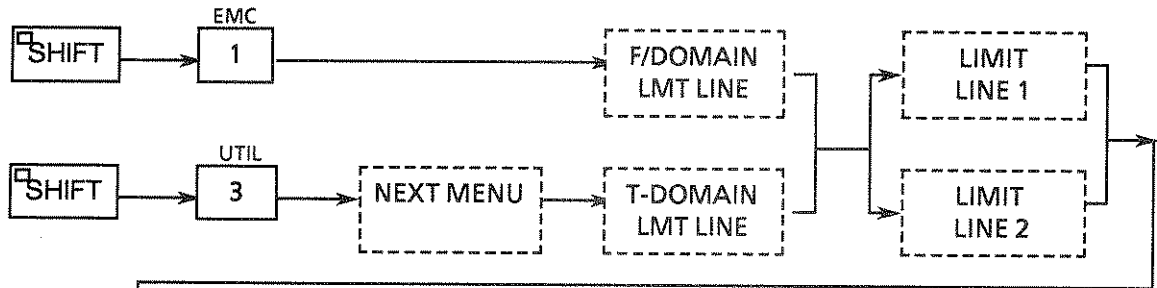 EMC
SHIFT
1
F/DOMAIN
LMT LINE
LIMIT
LINE 1
UTIL
SHIFT
3
NEXT MENU
T-DOMAIN
LMT LINE
LIMIT
LINE 2